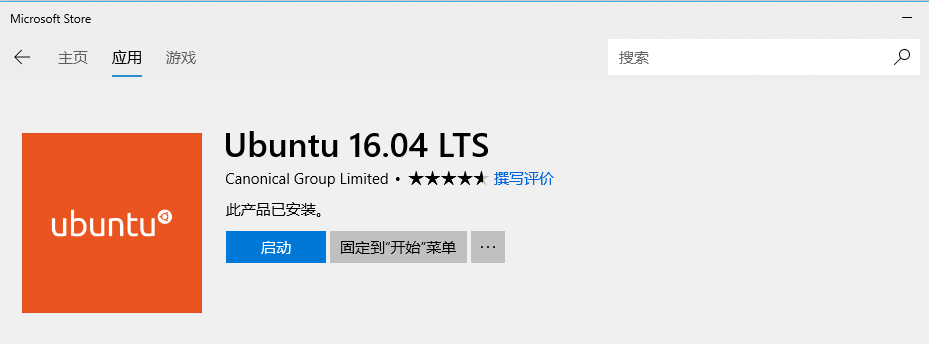 Microsoft Store
主页 应用 游戏 搜索
ubuntu
Ubuntu 16.04 LTS
Canonical Group Limited • ★★★★★ 撰写评价
此产品已安装。
启动 固定到“开始”菜单 ···